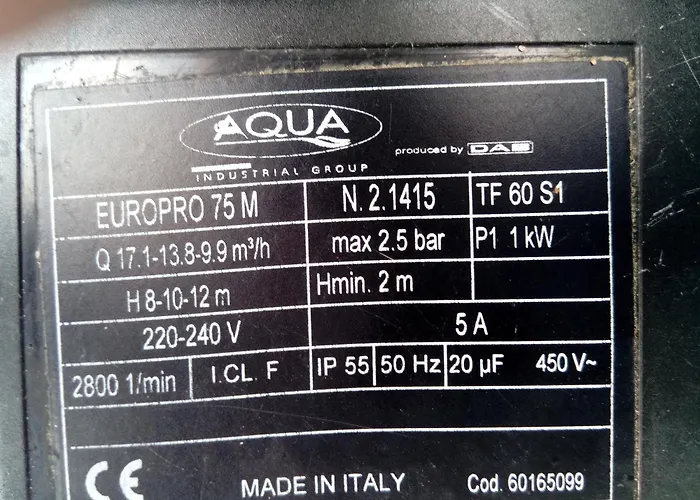 AQUA
INDUSTRIAL GROUP
produced by DAB
EUROPRO 75 M N. 2.1415 TF 60 S1
Q 17.1-13.8-9.9 m³/h max 2.5 bar P1 1 kW
H 8-10-12 m Hmin. 2 m
220-240 V 5 A
2800 1/min I.CL. F IP 55 50 Hz 20 µF 450 V~
CE MADE IN ITALY Cod. 60165099